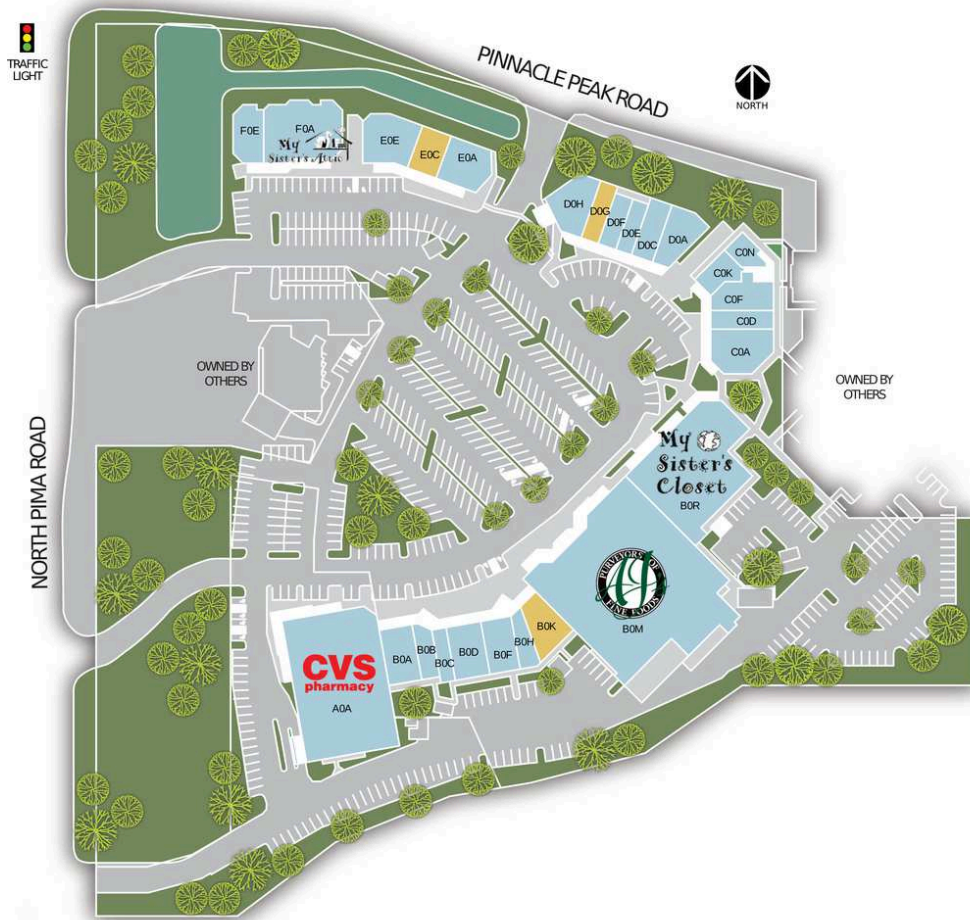 TRAFFIC
LIGHT
PINNACLE PEAK ROAD
NORTH
F0E
F0A
My
Sister's Attic
E0E
E0C
E0A
D0H
D0G
D0F
D0E
D0C
D0A
C0N
C0K
C0F
C0D
C0A
OWNED BY
OTHERS
OWNED BY
OTHERS
NORTH PIMA ROAD
My
Sister's
Closet
B0R
PURVEYORS OF
FINE FOODS
B0M
B0K
B0H
B0F
B0D
B0C
B0B
B0A
CVS
pharmacy
A0A